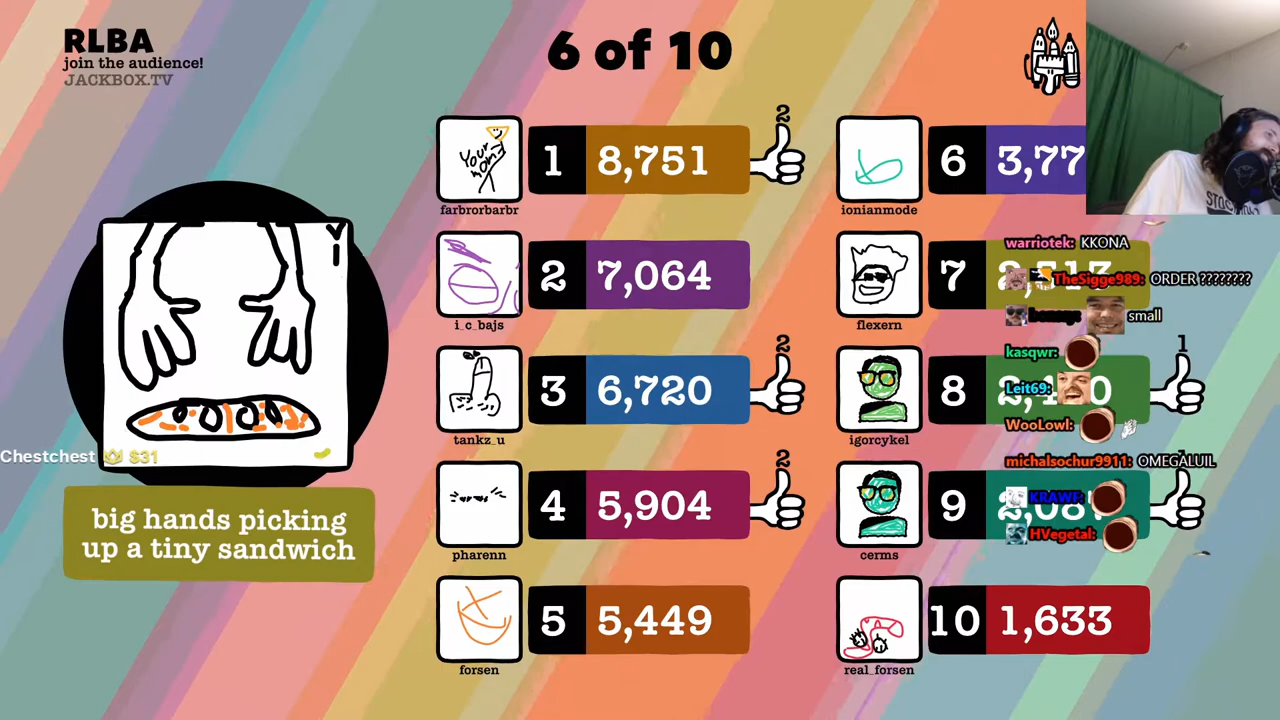 RLBA
join the audience!
JACKBOX.TV
6 of 10
Chestchest $31
big hands picking
up a tiny sandwich
2
1 8,751
farbrorbarbr
2 7,064
i_c_bajs
2
3 6,720
tankz_u
2
4 5,904
pharenn
5 5,449
forsen
6 3,77
ionianmode
7
flexern
1
8
igorcykel
9
cerms
10 1,633
real_forsen
your
warriotek: KKONA
TheSigge989: ORDER ????????
small
kasqwr:
Leit69:
WooLowl:
michalsochur9911: OMEGALUIL
KRAWF:
HVegetal: